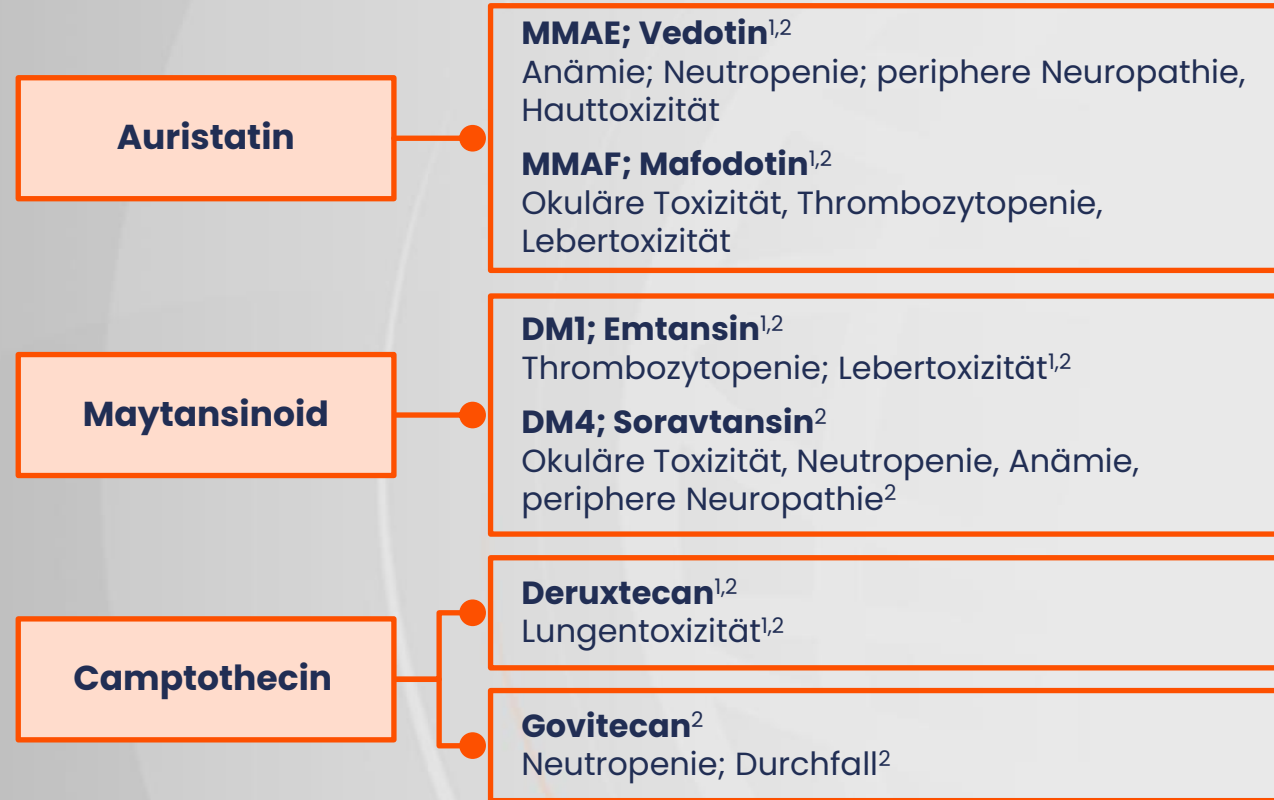 Auristatin
MMAE; Vedotin1,2
Anämie; Neutropenie; periphere Neuropathie,
Hauttoxizität
MMAF; Mafodotin1,2
Okuläre Toxizität, Thrombozytopenie,
Lebertoxizität
Maytansinoid
DM1; Emtansin1,2
Thrombozytopenie; Lebertoxizität1,2
DM4; Soravtansin2
Okuläre Toxizität, Neutropenie, Anämie,
periphere Neuropathie2
Camptothecin
Deruxtecan1,2
Lungentoxizität1,2
Govitecan2
Neutropenie; Durchfall2